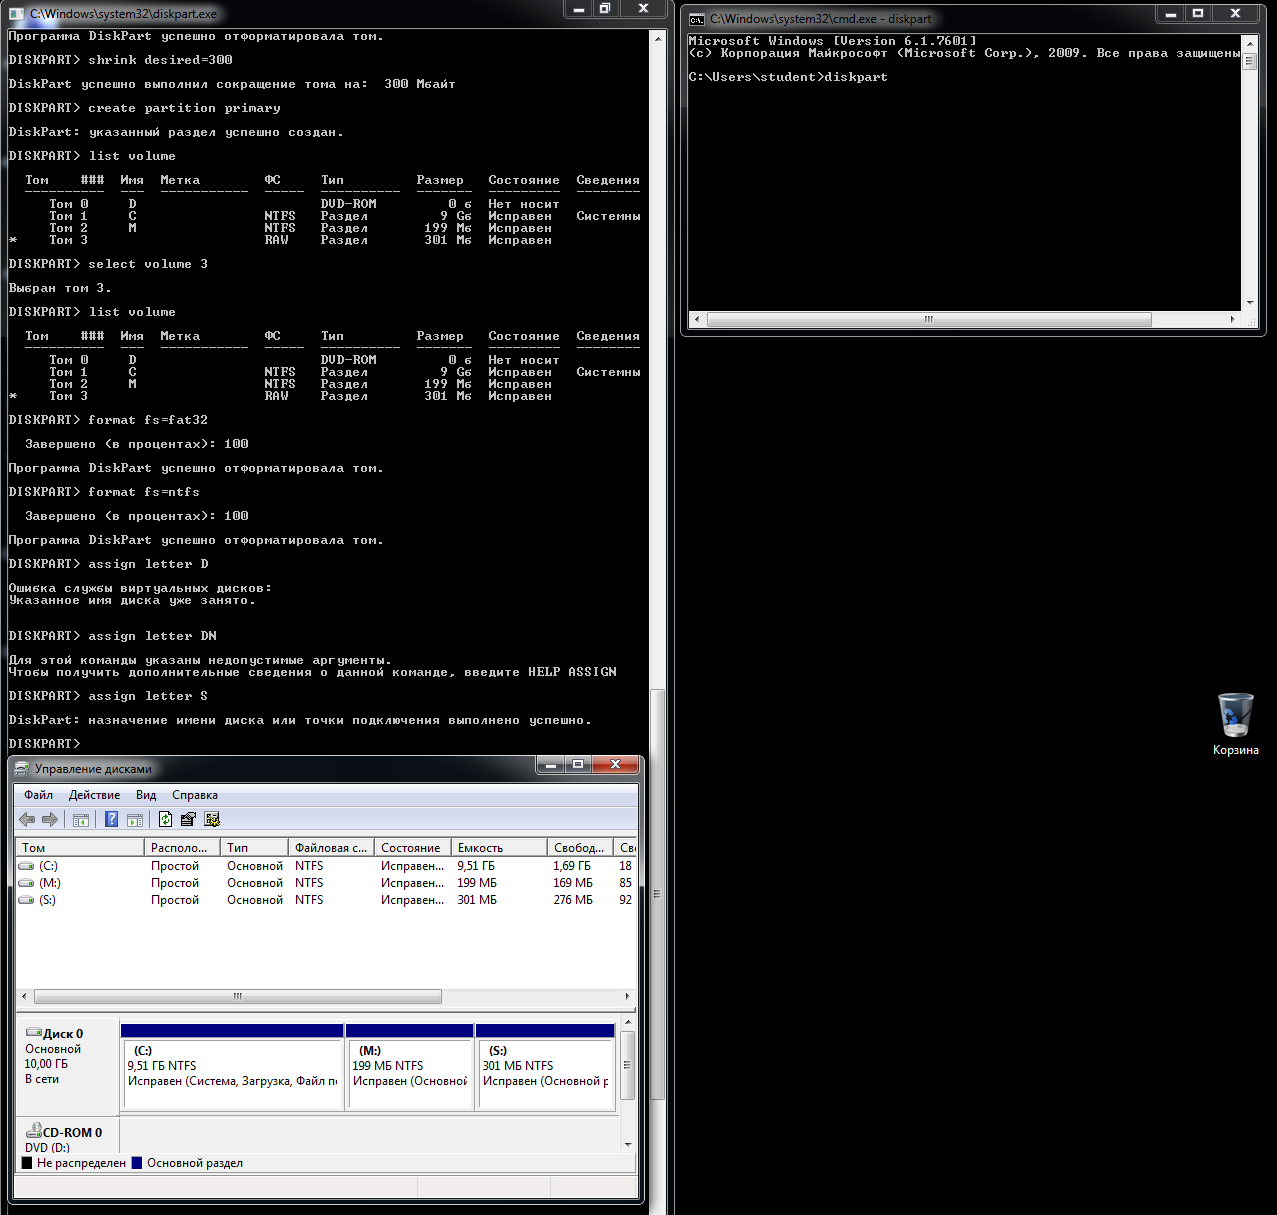 C:\Windows\system32\diskpart.exe
Программа DiskPart успешно отформатировала том.
DISKPART> shrink desired=300
DiskPart успешно выполнил сокращение тома на:  300 Мбайт
DISKPART> create partition primary
DiskPart: указанный раздел успешно создан.
DISKPART> list volume
Том    ###  Имя  Метка        ФС     Тип         Размер   Состояние  Сведения
----------  ---  -----------  -----  ----------  -------  ---------  --------
Том 0     D                      DVD-ROM         0 б  Нет носит
Том 1     C                NTFS   Раздел         9 Gб  Исправен   Системны
Том 2     M                NTFS   Раздел       199 Мб  Исправен
* Том 3                      RAW    Раздел       301 Мб  Исправен
DISKPART> select volume 3
Выбран том 3.
DISKPART> list volume
Том    ###  Имя  Метка        ФС     Тип         Размер   Состояние  Сведения
----------  ---  -----------  -----  ----------  -------  ---------  --------
Том 0     D                      DVD-ROM         0 б  Нет носит
Том 1     C                NTFS   Раздел         9 Gб  Исправен   Системны
Том 2     M                NTFS   Раздел       199 Мб  Исправен
* Том 3                      RAW    Раздел       301 Мб  Исправен
DISKPART> format fs=fat32
Завершено (в процентах): 100
Программа DiskPart успешно отформатировала том.
DISKPART> format fs=ntfs
Завершено (в процентах): 100
Программа DiskPart успешно отформатировала том.
DISKPART> assign letter D
Ошибка службы виртуальных дисков:
Указанное имя диска уже занято.
DISKPART> assign letter DN
Для этой команды указаны недопустимые аргументы.
Чтобы получить дополнительные сведения о данной команде, введите HELP ASSIGN
DISKPART> assign letter S
DiskPart: назначение имени диска или точки подключения выполнено успешно.
DISKPART>
C:\Windows\system32\cmd.exe - diskpart
Microsoft Windows [Version 6.1.7601]
(c) Корпорация Майкрософт (Microsoft Corp.), 2009. Все права защищены
C:\Users\student>diskpart
Корзина
Управление дисками
Файл Действие Вид Справка
Том Располо... Тип Файловая с... Состояние Емкость Свобод... Св
(C:) Простой Основной NTFS Исправен... 9,51 ГБ 1,69 ГБ 18
(M:) Простой Основной NTFS Исправен... 199 МБ 169 МБ 85
(S:) Простой Основной NTFS Исправен... 301 МБ 276 МБ 92
Диск 0
Основной
10,00 ГБ
В сети
(C:)
9,51 ГБ NTFS
Исправен (Система, Загрузка, Файл п
(M:)
199 МБ NTFS
Исправен (Основной
(S:)
301 МБ NTFS
Исправен (Основной р
CD-ROM 0
DVD (D:)
Не распределен Основной раздел